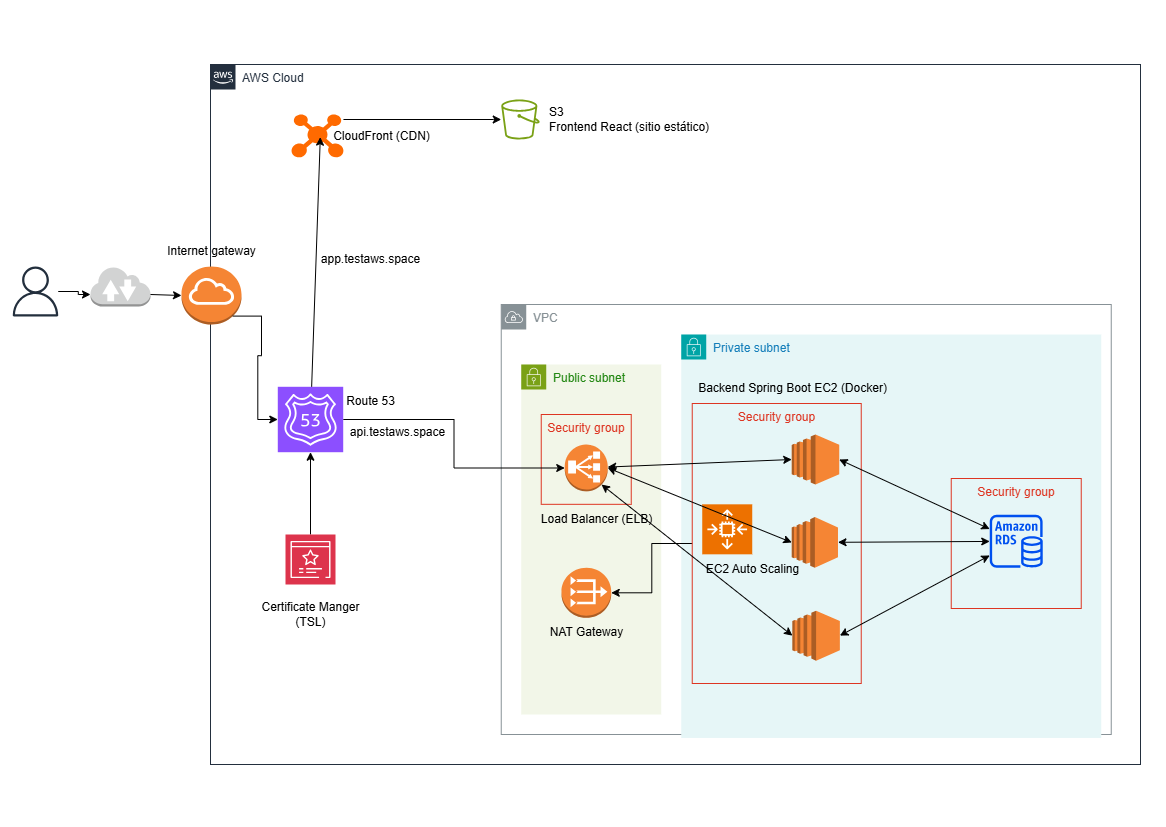 aws
AWS Cloud
CloudFront (CDN)
S3
Frontend React (sitio estático)
Internet gateway
app.testaws.space
VPC
Private subnet
Public subnet
Backend Spring Boot EC2 (Docker)
Security group
Security group
Route 53
53
api.testaws.space
Load Balancer (ELB)
Security group
Amazon
RDS
EC2 Auto Scaling
NAT Gateway
Certificate Manger
(TSL)